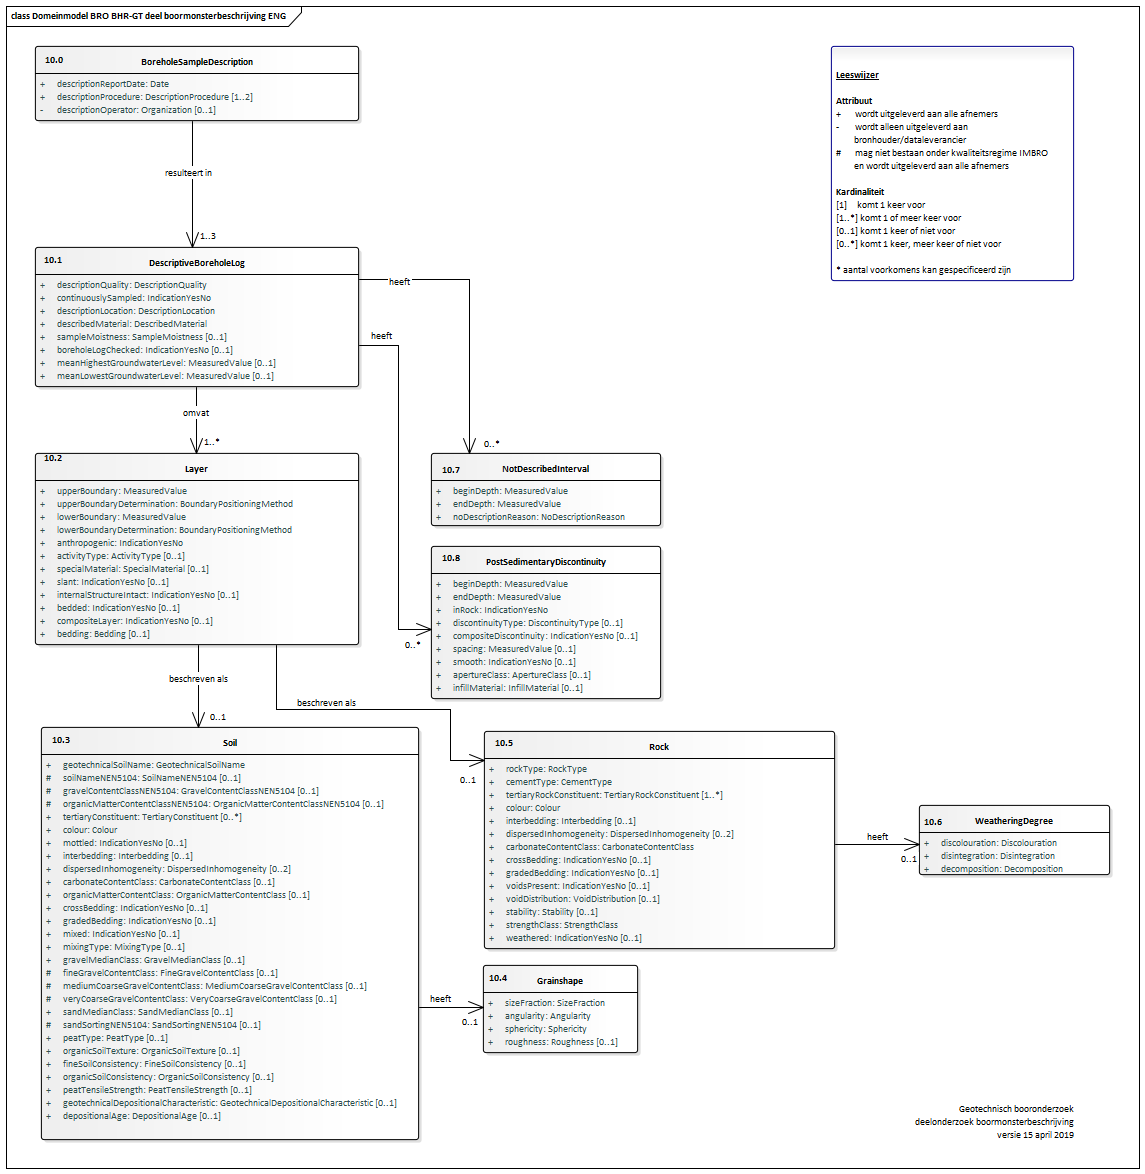 class Domeinmodel BRO BHR-GT deel boormonsterbeschrijving ENG
10.0 BoreholeSampleDescription
+ descriptionReportDate: Date
+ descriptionProcedure: DescriptionProcedure [1..2]
- descriptionOperator: Organization [0..1]
Leeswijzer
Attribuut
+ wordt uitgeleverd aan alle afnemers
- wordt alleen uitgeleverd aan
bronhouder/dataleverancier
# mag niet bestaan onder kwaliteitsregime IMBRO
en wordt uitgeleverd aan alle afnemers
Kardinaliteit
[1] komt 1 keer voor
[1..*] komt 1 of meer keer voor
[0..1] komt 1 keer of niet voor
[0..*] komt 1 keer, meer keer of niet voor
* aantal voorkomens kan gespecificeerd zijn
resulteert in
1..3
10.1 DescriptiveBoreholeLog
+ descriptionQuality: DescriptionQuality
+ continuouslySampled: IndicationYesNo
+ descriptionLocation: DescriptionLocation
+ describedMaterial: DescribedMaterial
+ sampleMoistness: SampleMoistness [0..1]
+ boreholeLogChecked: IndicationYesNo [0..1]
+ meanHighestGroundwaterLevel: MeasuredValue [0..1]
+ meanLowestGroundwaterLevel: MeasuredValue [0..1]
heeft
heeft
omvat
1..*
0..*
10.2 Layer
+ upperBoundary: MeasuredValue
+ upperBoundaryDetermination: BoundaryPositioningMethod
+ lowerBoundary: MeasuredValue
+ lowerBoundaryDetermination: BoundaryPositioningMethod
+ anthropogenic: IndicationYesNo
+ activityType: ActivityType [0..1]
+ specialMaterial: SpecialMaterial [0..1]
+ slant: IndicationYesNo [0..1]
+ internalStructureIntact: IndicationYesNo [0..1]
+ bedded: IndicationYesNo [0..1]
+ compositeLayer: IndicationYesNo [0..1]
+ bedding: Bedding [0..1]
10.7 NotDescribedInterval
+ beginDepth: MeasuredValue
+ endDepth: MeasuredValue
+ noDescriptionReason: NoDescriptionReason
10.8 PostSedimentaryDiscontinuity
+ beginDepth: MeasuredValue
+ endDepth: MeasuredValue
+ inRock: IndicationYesNo
+ discontinuityType: DiscontinuityType [0..1]
+ compositeDiscontinuity: IndicationYesNo [0..1]
+ spacing: MeasuredValue [0..1]
+ smooth: IndicationYesNo [0..1]
+ apertureClass: ApertureClass [0..1]
+ infillMaterial: InfillMaterial [0..1]
0..*
beschreven als
0..1
beschreven als
0..1
10.3 Soil
+ geotechnicalSoilName: GeotechnicalSoilName
# soilNameNEN5104: SoilNameNEN5104 [0..1]
# gravelContentClassNEN5104: GravelContentClassNEN5104 [0..1]
# organicMatterContentClassNEN5104: OrganicMatterContentClassNEN5104 [0..1]
+ tertiaryConstituent: TertiaryConstituent [0..*]
+ colour: Colour
+ mottled: IndicationYesNo [0..1]
+ interbedding: Interbedding [0..1]
+ dispersedInhomogeneity: DispersedInhomogeneity [0..2]
+ carbonateContentClass: CarbonateContentClass [0..1]
+ organicMatterContentClass: OrganicMatterContentClass [0..1]
+ crossBedding: IndicationYesNo [0..1]
+ gradedBedding: IndicationYesNo [0..1]
+ mixed: IndicationYesNo [0..1]
+ mixingType: MixingType [0..1]
+ gravelMedianClass: GravelMedianClass [0..1]
# fineGravelContentClass: FineGravelContentClass [0..1]
# mediumCoarseGravelContentClass: MediumCoarseGravelContentClass [0..1]
# veryCoarseGravelContentClass: VeryCoarseGravelContentClass [0..1]
+ sandMedianClass: SandMedianClass [0..1]
# sandSortingNEN5104: SandSortingNEN5104 [0..1]
+ peatType: PeatType [0..1]
+ organicSoilTexture: OrganicSoilTexture [0..1]
+ fineSoilConsistency: FineSoilConsistency [0..1]
+ organicSoilConsistency: OrganicSoilConsistency [0..1]
+ peatTensileStrength: PeatTensileStrength [0..1]
+ geotechnicalDepositionalCharacteristic: GeotechnicalDepositionalCharacteristic [0..1]
+ depositionalAge: DepositionalAge [0..1]
10.5 Rock
+ rockType: RockType
+ cementType: CementType
+ tertiaryRockConstituent: TertiaryRockConstituent [1..*]
+ colour: Colour
+ interbedding: Interbedding [0..1]
+ dispersedInhomogeneity: DispersedInhomogeneity [0..2]
+ carbonateContentClass: CarbonateContentClass
+ crossBedding: IndicationYesNo [0..1]
+ gradedBedding: IndicationYesNo [0..1]
+ voidsPresent: IndicationYesNo [0..1]
+ voidDistribution: VoidDistribution [0..1]
+ stability: Stability [0..1]
+ strengthClass: StrengthClass
+ weathered: IndicationYesNo [0..1]
heeft
0..1
10.6 WeatheringDegree
+ discolouration: Discolouration
+ disintegration: Disintegration
+ decomposition: Decomposition
heeft
0..1
10.4 Grainshape
+ sizeFraction: SizeFraction
+ angularity: Angularity
+ sphericity: Sphericity
+ roughness: Roughness [0..1]
Geotechnisch booronderzoek
deelonderzoek boormonsterbeschrijving
versie 15 april 2019